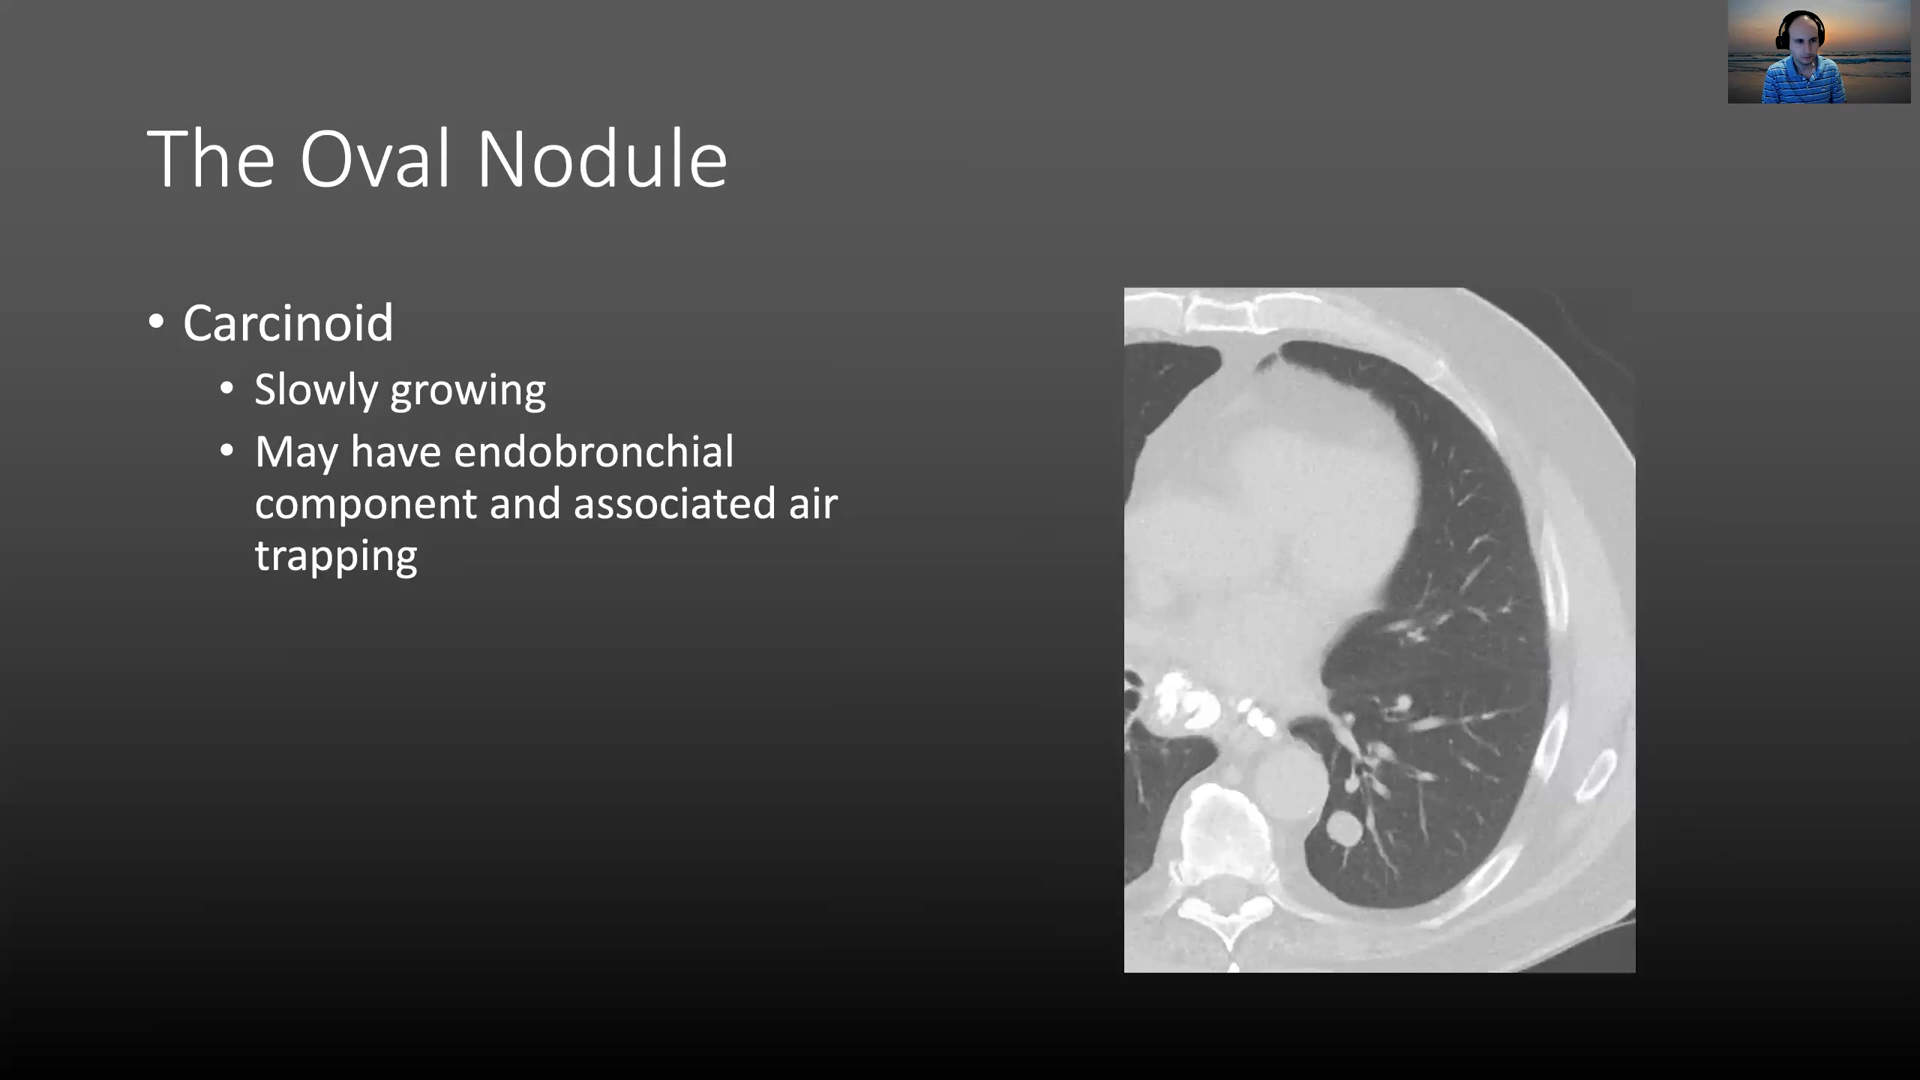 The Oval Nodule
• Carcinoid
• Slowly growing
• May have endobronchial
component and associated air
trapping